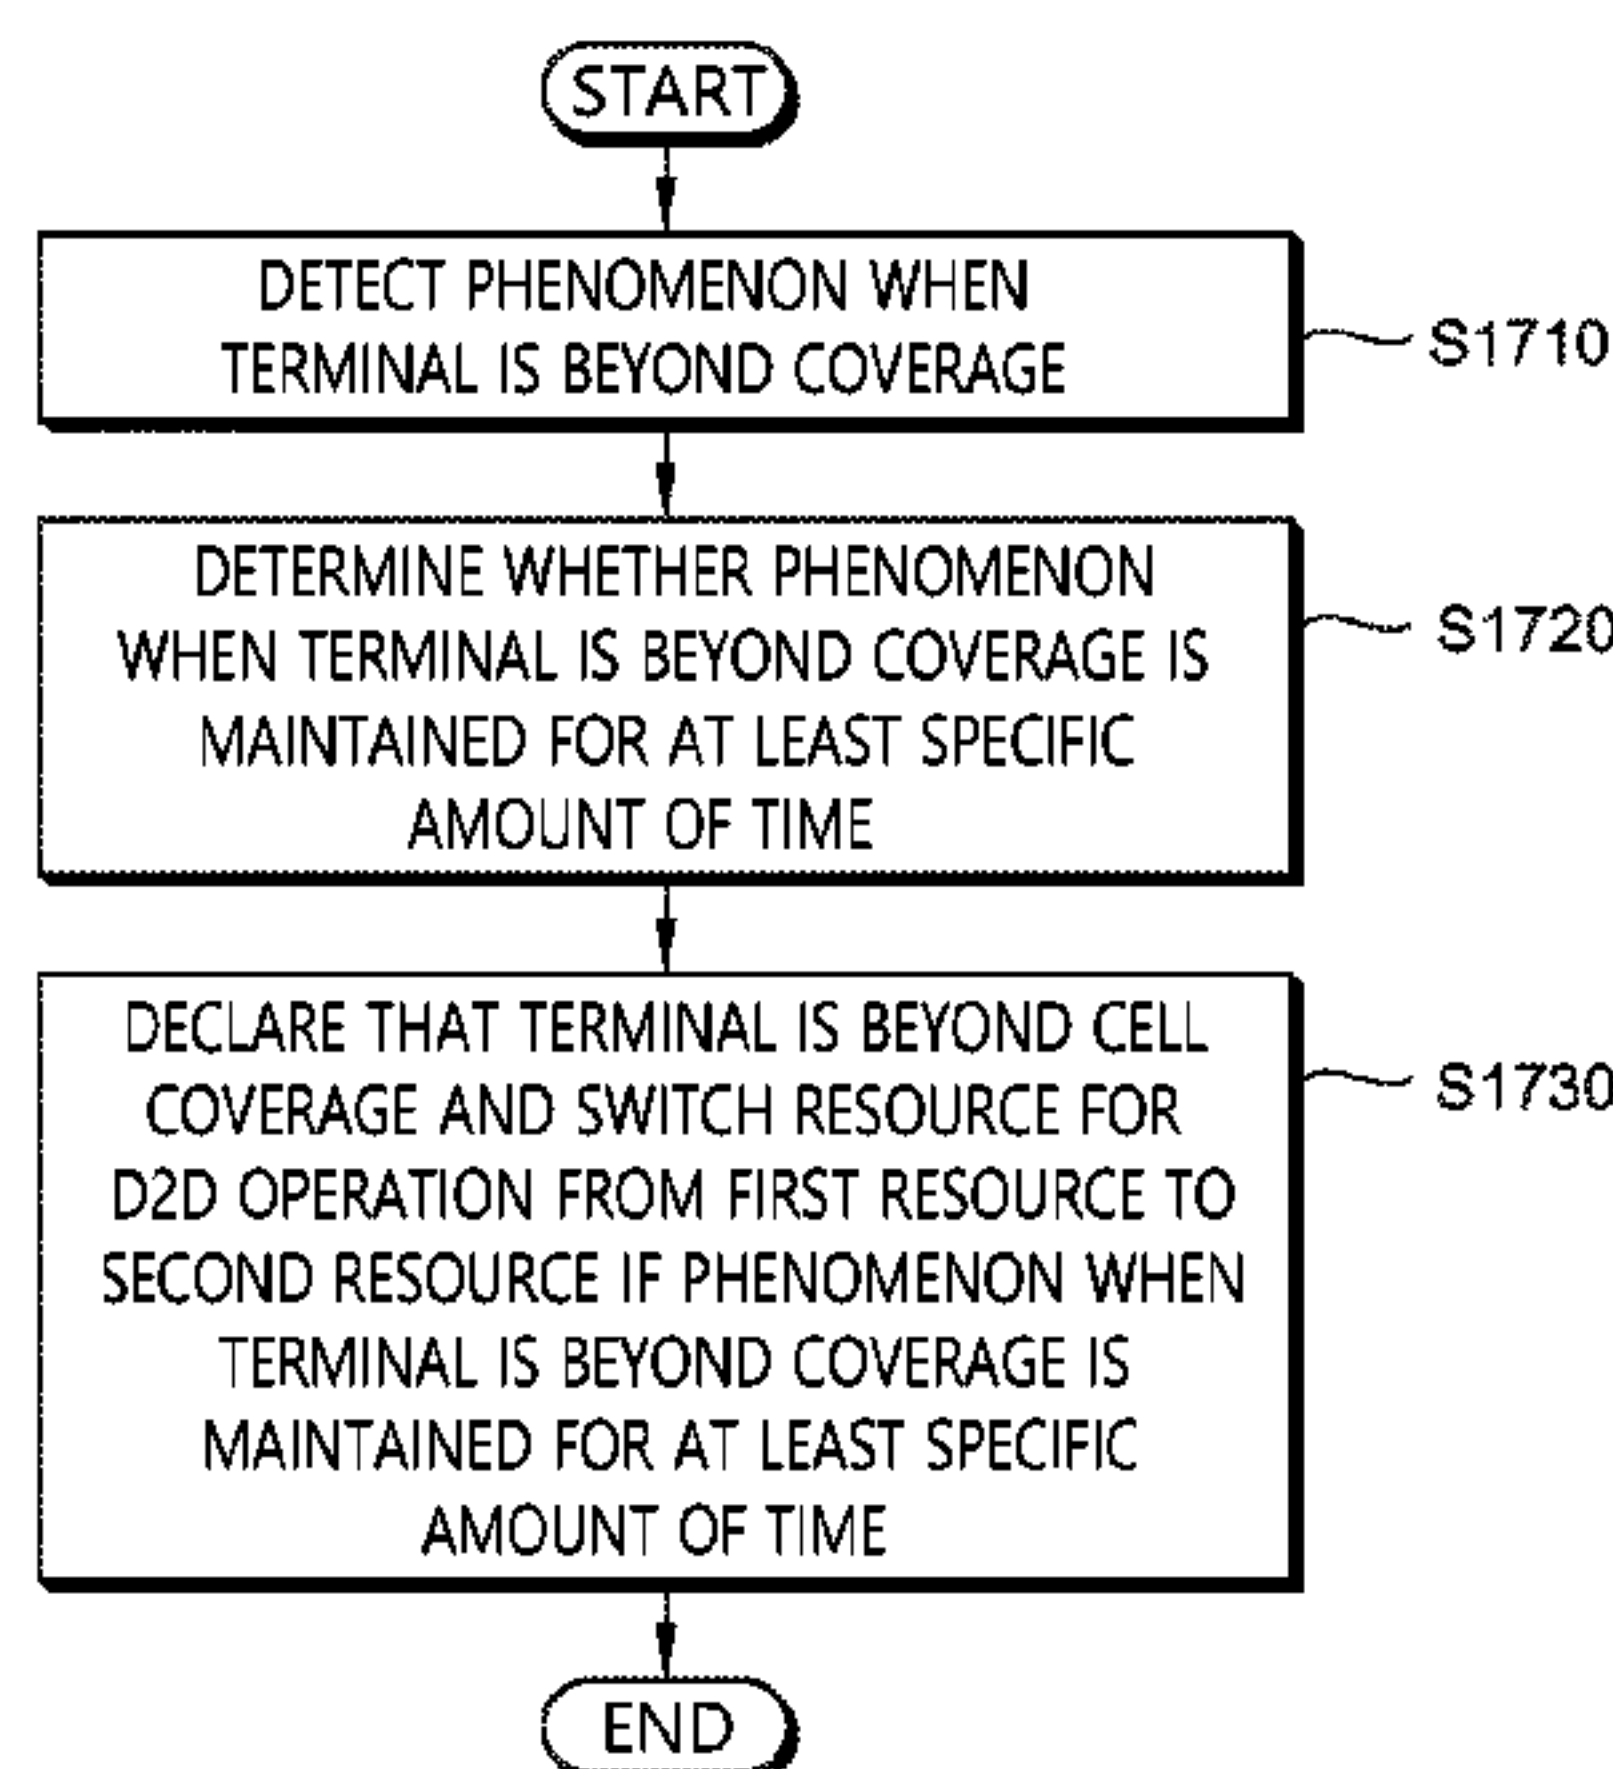 START
DETECT PHENOMENON WHEN
TERMINAL IS BEYOND COVERAGE
S1710
DETERMINE WHETHER PHENOMENON
WHEN TERMINAL IS BEYOND COVERAGE IS
MAINTAINED FOR AT LEAST SPECIFIC
AMOUNT OF TIME
S1720
DECLARE THAT TERMINAL IS BEYOND CELL
COVERAGE AND SWITCH RESOURCE FOR
D2D OPERATION FROM FIRST RESOURCE TO
SECOND RESOURCE IF PHENOMENON WHEN
TERMINAL IS BEYOND COVERAGE IS
MAINTAINED FOR AT LEAST SPECIFIC
AMOUNT OF TIME
S1730
END